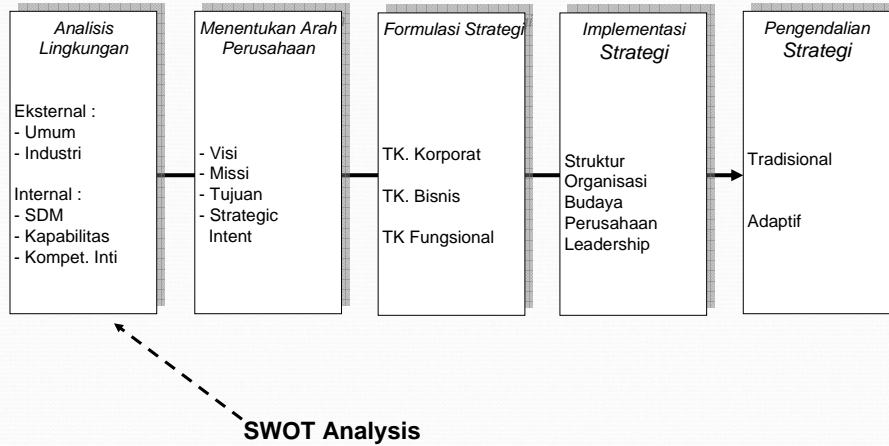 Analisis
Lingkungan
Eksternal :
- Umum
- Industri
Internal :
- SDM
- Kapabilitas
- Kompet. Inti
Menentukan Arah
Perusahaan
- Visi
- Missi
- Tujuan
- Strategic
Intent
Formulasi Strategi
TK. Korporat
TK. Bisnis
TK Fungsional
Implementasi
Strategi
Struktur
Organisasi
Budaya
Perusahaan
Leadership
Pengendalian
Strategi
Tradisional
Adaptif
SWOT Analysis